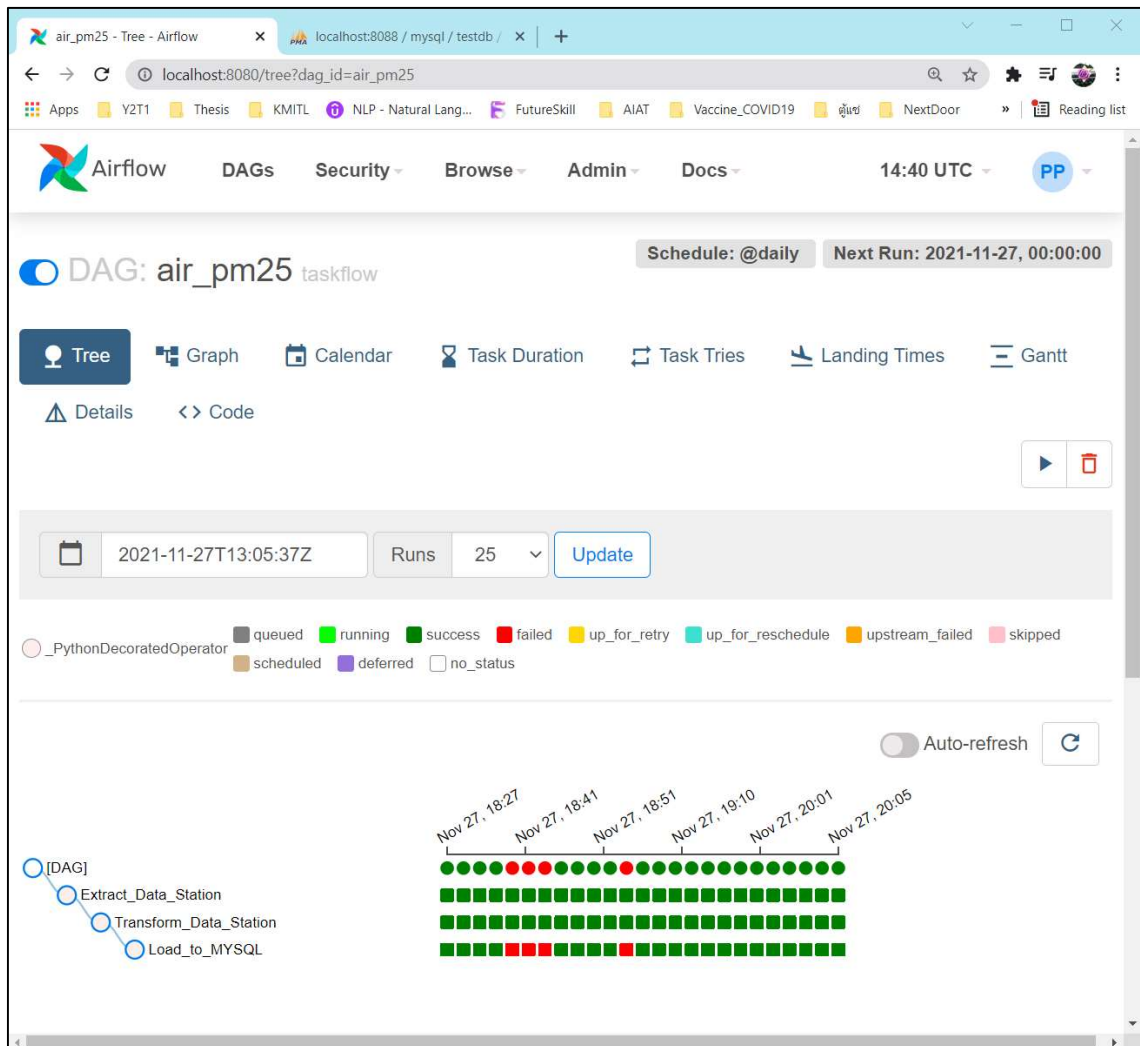 air_pm25 - Tree - Airflow
localhost:8088 / mysql / testdb /
localhost:8080/tree?dag_id=air_pm25
Apps Y2T1 Thesis KMITL NLP - Natural Lang... FutureSkill AIAT Vaccine_COVID19 ตู้แช่ NextDoor » Reading list
Airflow DAGs Security Browse Admin Docs 14:40 UTC PP
DAG: air_pm25 taskflow
Schedule: @daily Next Run: 2021-11-27, 00:00:00
Tree Graph Calendar Task Duration Task Tries Landing Times Gantt
Details <> Code
2021-11-27T13:05:37Z Runs 25 Update
_PythonDecoratedOperator
queued running success failed up_for_retry up_for_reschedule upstream_failed skipped
scheduled deferred no_status
Auto-refresh
Nov 27, 18:27
Nov 27, 18:41
Nov 27, 18:51
Nov 27, 19:10
Nov 27, 20:01
Nov 27, 20:05
[DAG]
Extract_Data_Station
Transform_Data_Station
Load_to_MYSQL